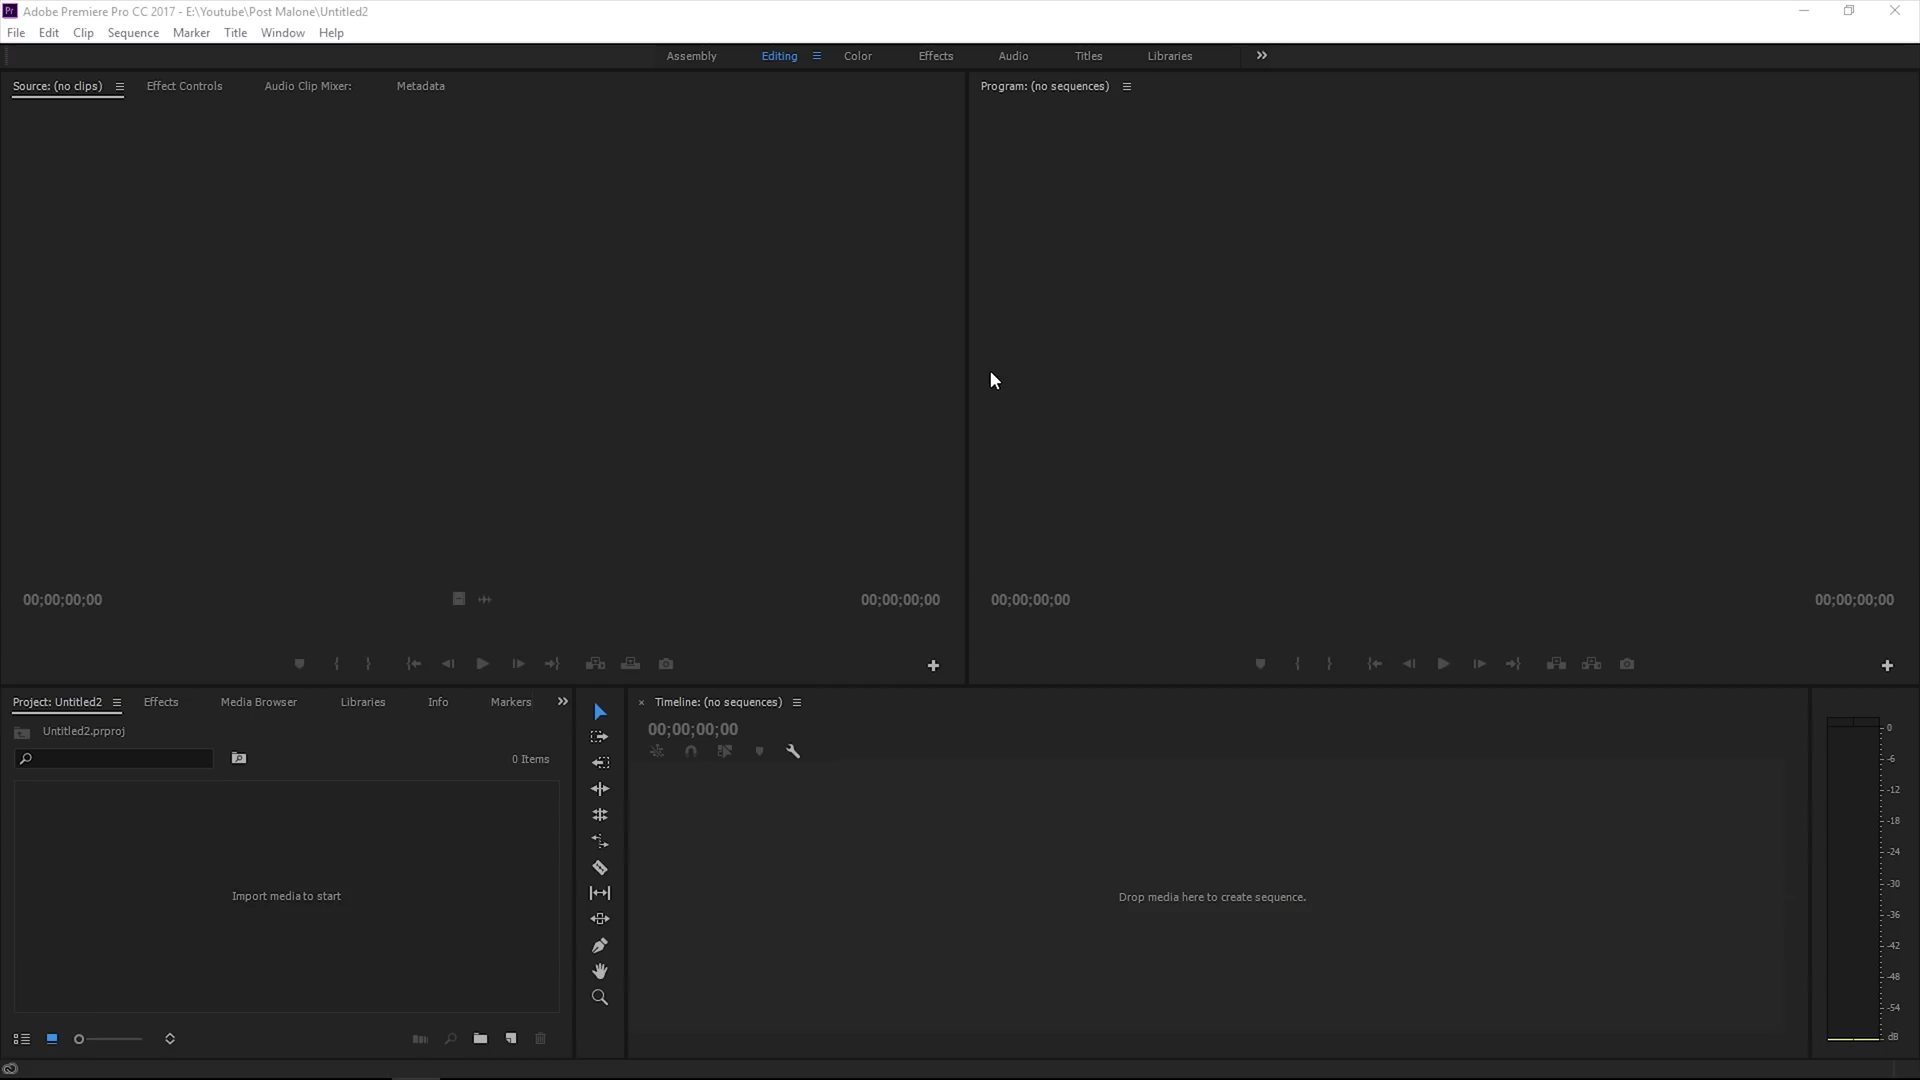 Pr Adobe Premiere Pro CC 2017 - E:\Youtube\Post Malone\Untitled2
File Edit Clip Sequence Marker Title Window Help
Assembly Editing Color Effects Audio Titles Libraries
Source: (no clips) Effect Controls Audio Clip Mixer: Metadata
Program: (no sequences)
00;00;00;00 00;00;00;00
00;00;00;00 00;00;00;00
Project: Untitled2 Effects Media Browser Libraries Info Markers
Untitled2.prproj
0 Items
Import media to start
Timeline: (no sequences)
00;00;00;00
Drop media here to create sequence.
0
-6
-12
-18
-24
-30
-36
-42
-48
-54
dB